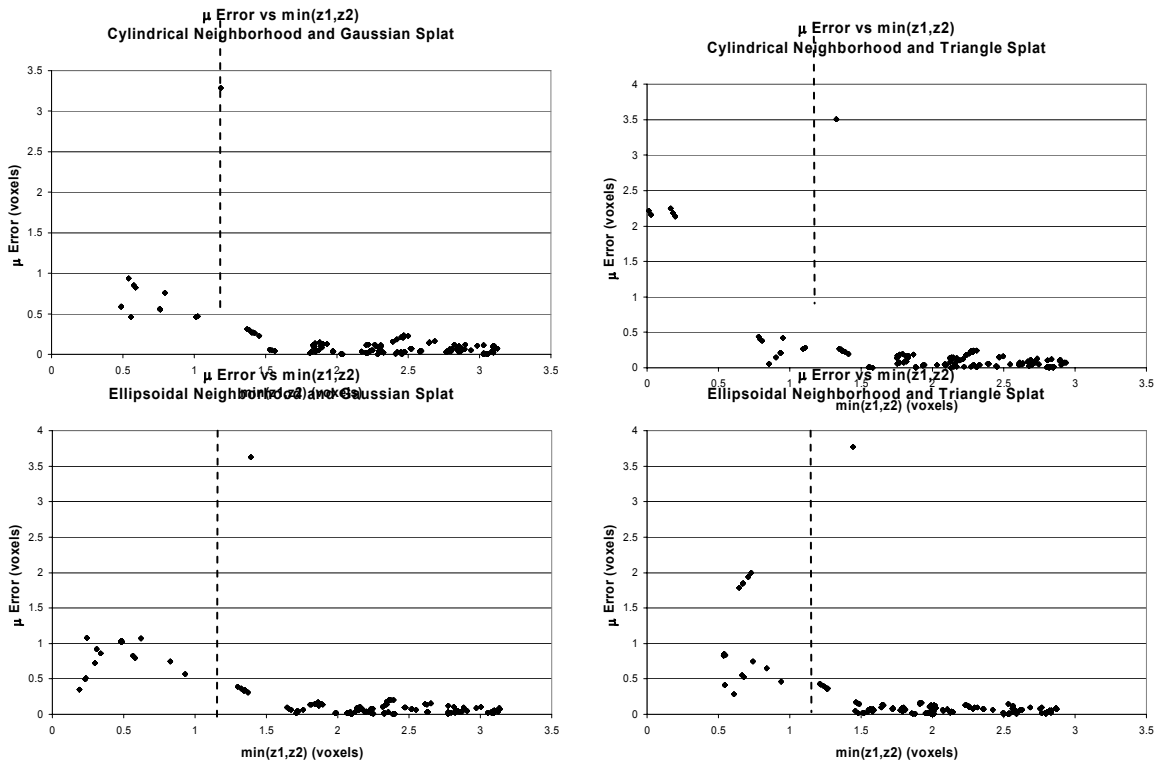 μ Error vs min(z1,z2)
Cylindrical Neighborhood and Gaussian Splat
3.5
3
2.5
2
1.5
1
0.5
0
μ Error (voxels)
0 0.5 1 1.5 2 2.5 3 3.5
min(z1,z2) (voxels)
μ Error vs min(z1,z2)
Cylindrical Neighborhood and Triangle Splat
4
3.5
3
2.5
2
1.5
1
0.5
0
μ Error (voxels)
0 0.5 1 1.5 2 2.5 3 3.5
min(z1,z2) (voxels)
μ Error vs min(z1,z2)
Ellipsoidal Neighborhood and Gaussian Splat
4
3.5
3
2.5
2
1.5
1
0.5
0
μ Error (voxels)
0 0.5 1 1.5 2 2.5 3 3.5
min(z1,z2) (voxels)
μ Error vs min(z1,z2)
Ellipsoidal Neighborhood and Triangle Splat
4
3.5
3
2.5
2
1.5
1
0.5
0
μ Error (voxels)
0 0.5 1 1.5 2 2.5 3 3.5
min(z1,z2) (voxels)